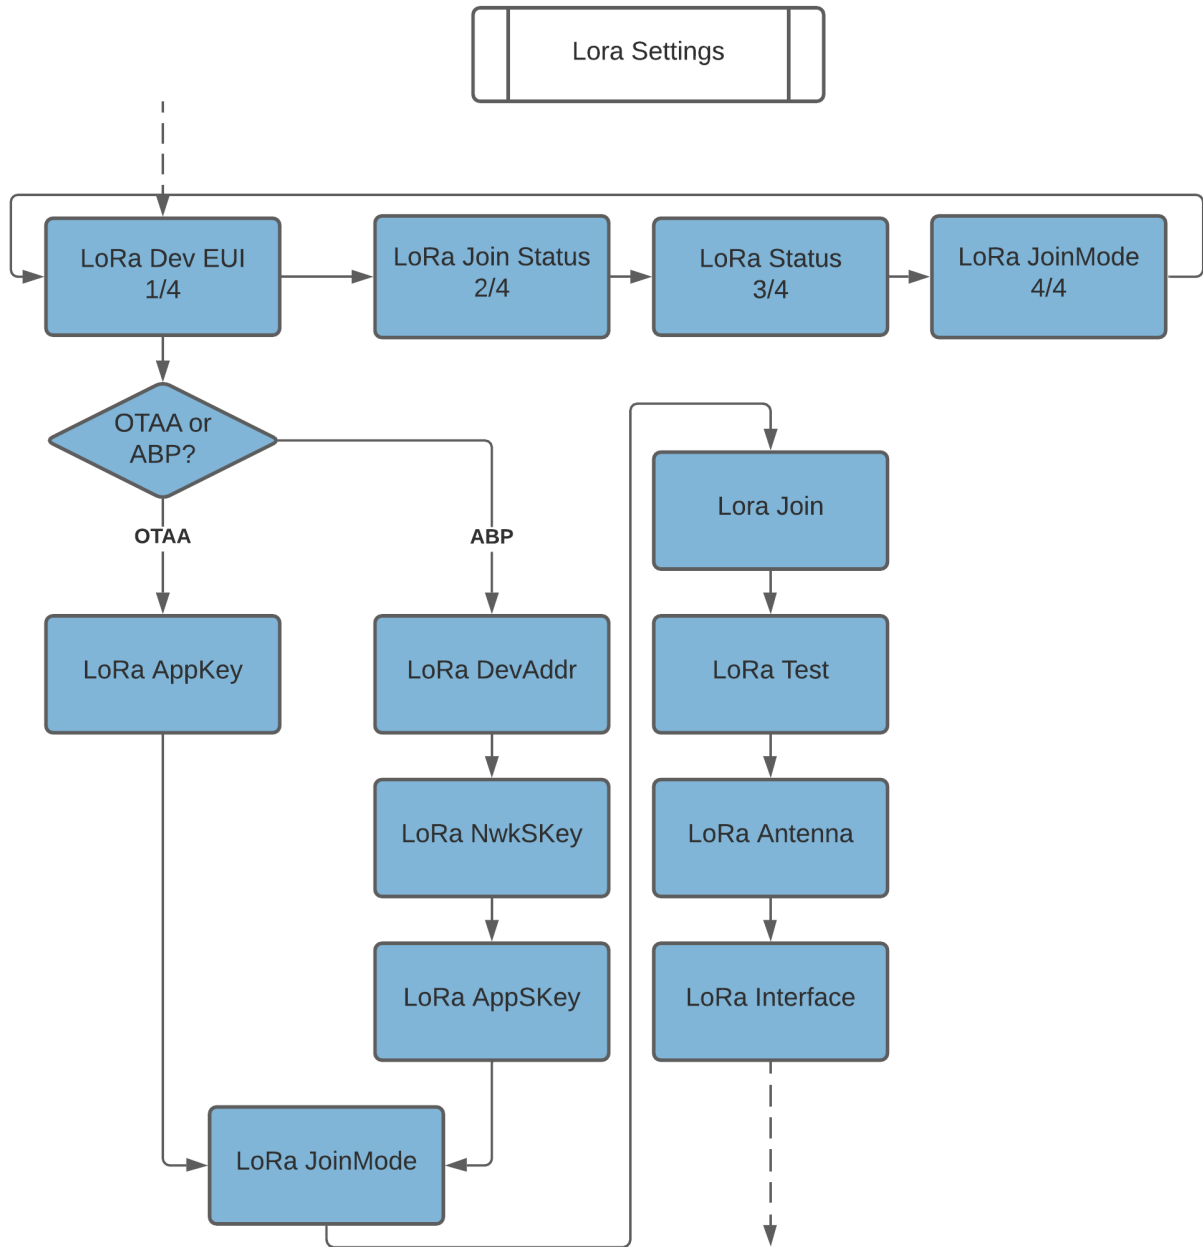 Lora Settings
LoRa Dev EUI
1/4
LoRa Join Status
2/4
LoRa Status
3/4
LoRa JoinMode
4/4
OTAA or
ABP?
OTAA
ABP
LoRa AppKey
LoRa DevAddr
LoRa NwkSKey
LoRa AppSKey
LoRa JoinMode
Lora Join
LoRa Test
LoRa Antenna
LoRa Interface